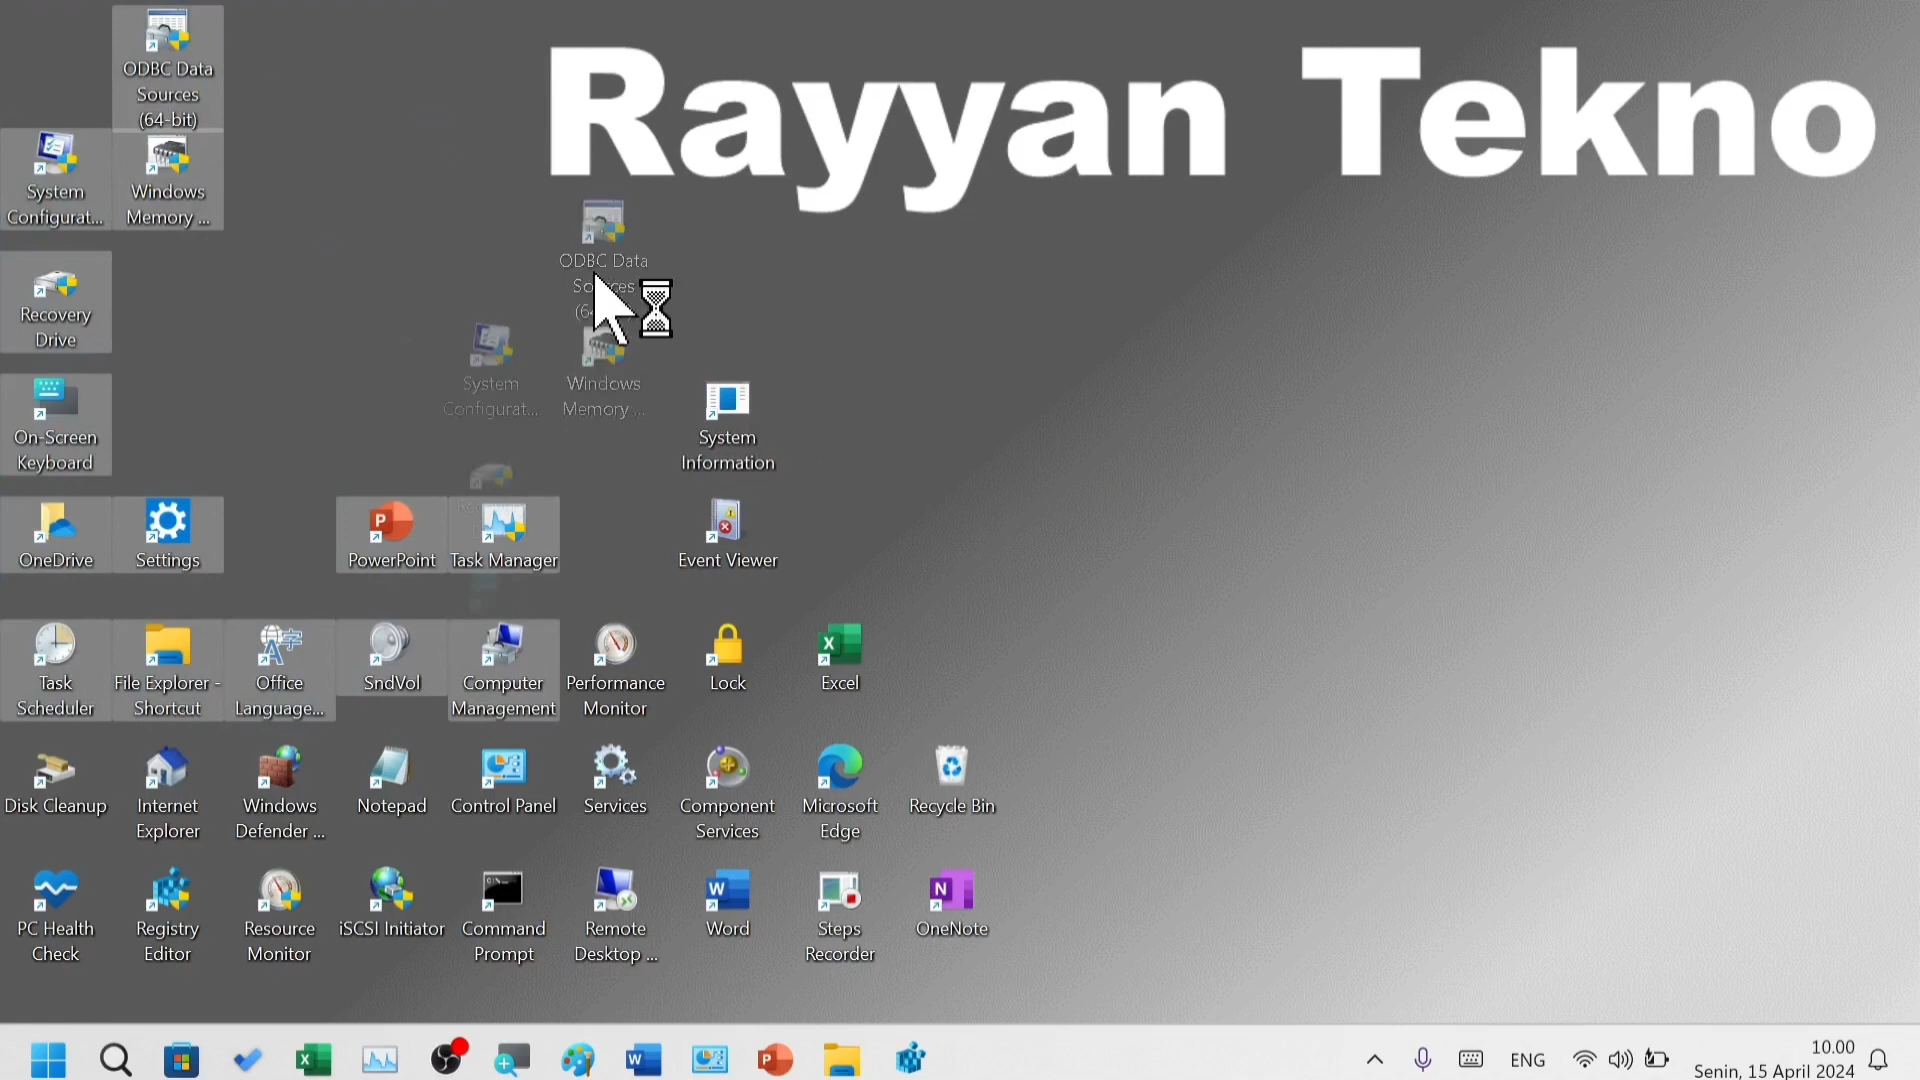 Rayyan Tekno
ODBC Data
Sources
(64-bit)
System
Configurat...
Windows
Memory ...
ODBC Data
Recovery
Drive
System
Configurat...
Windows
Memory ...
On-Screen
Keyboard
System
Information
OneDrive
Settings
PowerPoint
Task Manager
Event Viewer
Task
Scheduler
File Explorer -
Shortcut
Office
Language...
SndVol
Computer
Management
Performance
Monitor
Lock
Excel
Disk Cleanup
Internet
Explorer
Windows
Defender ...
Notepad
Control Panel
Services
Component
Services
Microsoft
Edge
Recycle Bin
PC Health
Check
Registry
Editor
Resource
Monitor
iSCSI Initiator
Command
Prompt
Remote
Desktop ...
Word
Steps
Recorder
OneNote
ENG
10.00
Senin, 15 April 2024